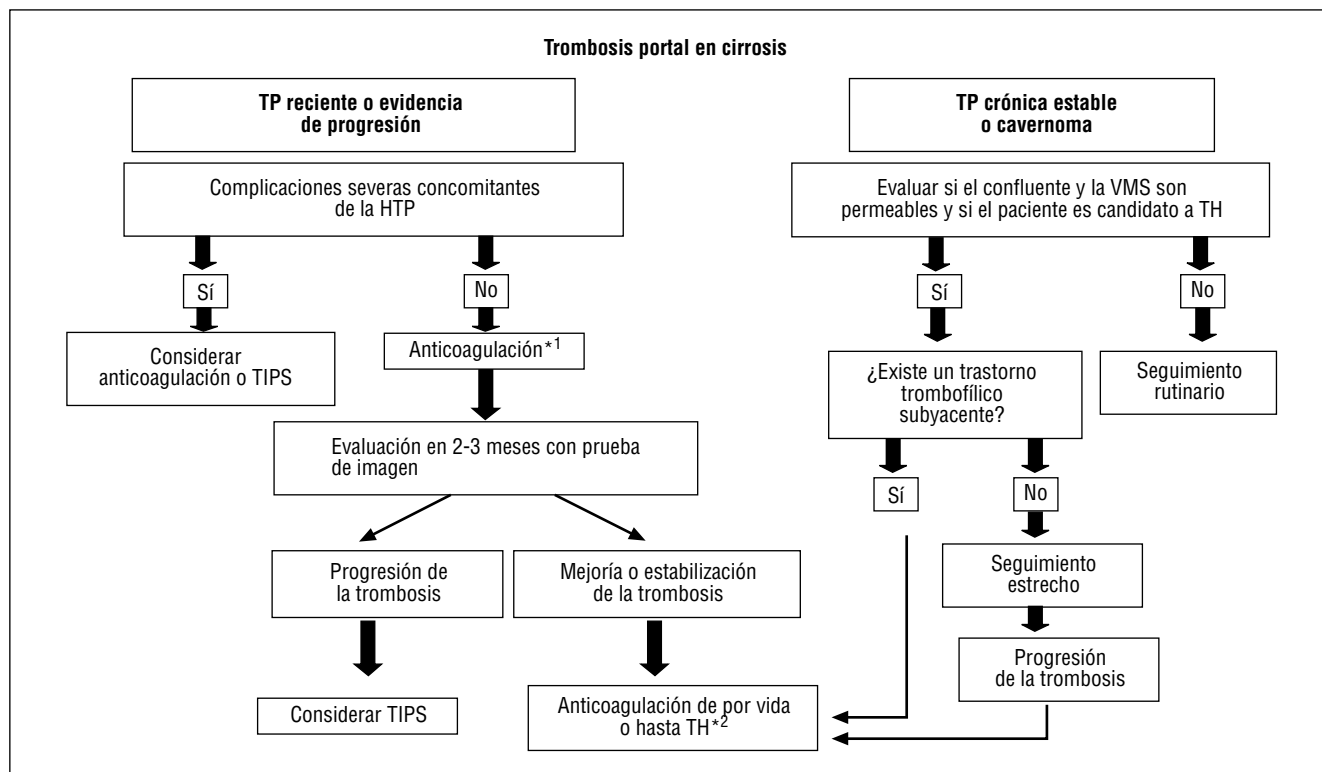 Trombosis portal en cirrosis
TP reciente o evidencia
de progresión
Complicaciones severas concomitantes
de la HTP
Sí
No
Considerar
anticoagulación o TIPS
Anticoagulación*1
Evaluación en 2-3 meses con prueba
de imagen
Progresión de
la trombosis
Mejoría o estabilización
de la trombosis
Considerar TIPS
Anticoagulación de por vida
o hasta TH*2
TP crónica estable
o cavernoma
Evaluar si el confluente y la VMS son
permeables y si el paciente es candidato a TH
Sí
No
¿Existe un trastorno
trombofílico
subyacente?
Seguimiento
rutinario
Sí
No
Seguimiento
estrecho
Progresión
de la trombosis